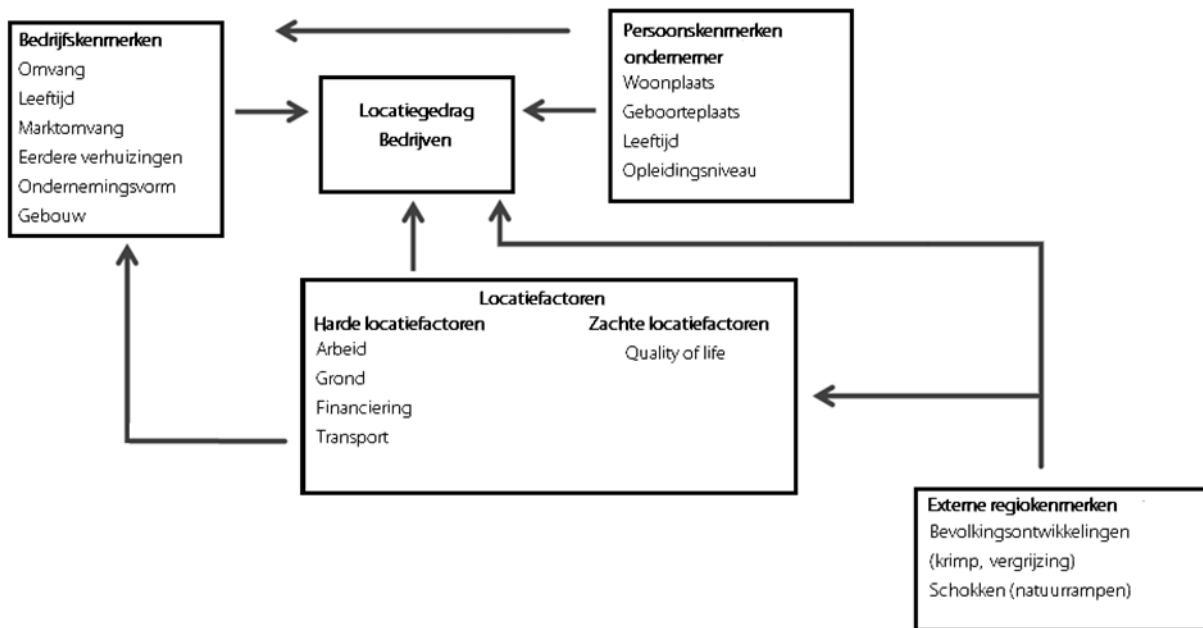 Bedrijfskenmerken
Omvang
Leeftijd
Marktomvang
Eerdere verhuizingen
Ondernemingsvorm
Gebouw
Locatiegedrag
Bedrijven
Persoonskenmerken
ondernemer
Woonplaats
Geboorteplaats
Leeftijd
Opleidingsniveau
Locatiefactoren
Harde locatiefactoren
Arbeid
Grond
Financiering
Transport
Zachte locatiefactoren
Quality of life
Externe regiokenmerken
Bevolkingsontwikkelingen
(krimp, vergrijzing)
Schokken (natuurrampen)